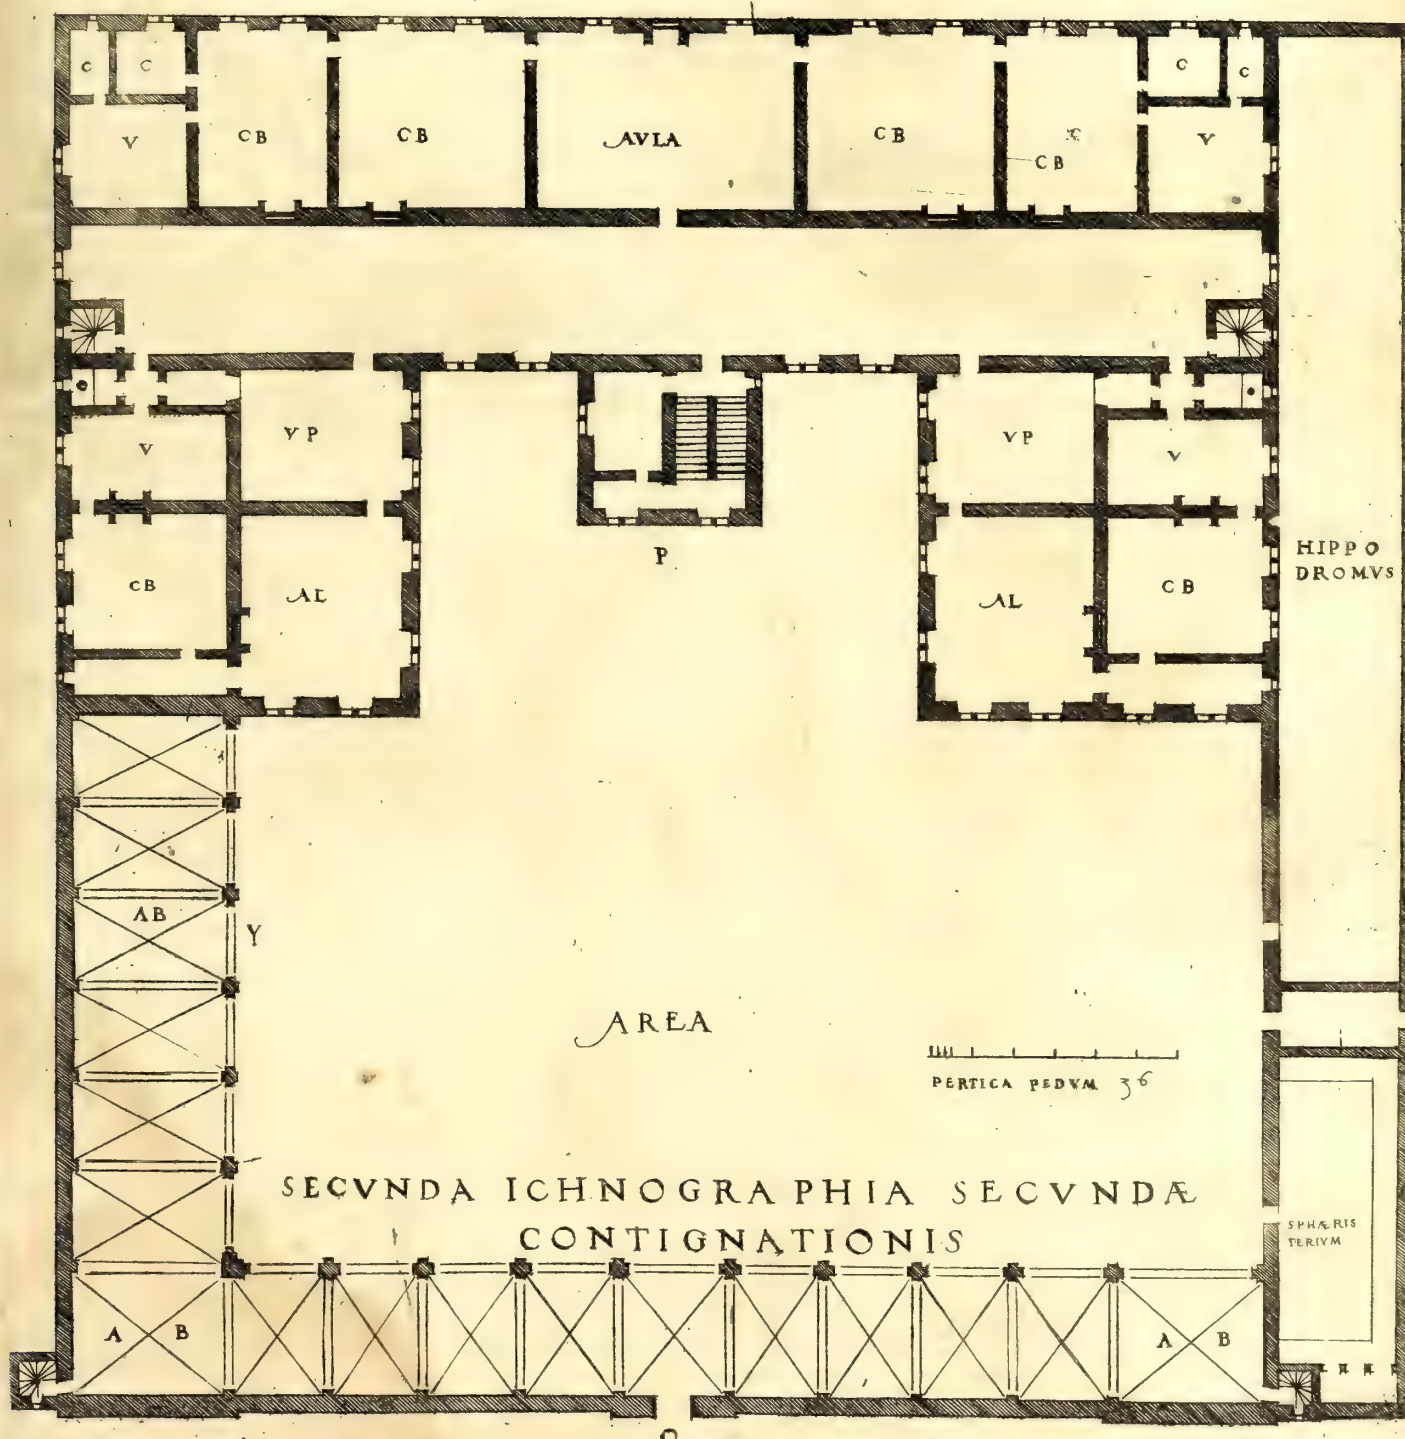 C C C C
V CB CB AVLA CB CB C V
VP VP
V V
P
HIPPO
DROMVS
CB AL AL CB
AB
Y
AREA
PERTICA PEDVM 36
SECVNDA ICHNOGRAPHIA SECVNDÆ
CONTIGNATIONIS
SPHÆRIS
TERIVM
A B A B